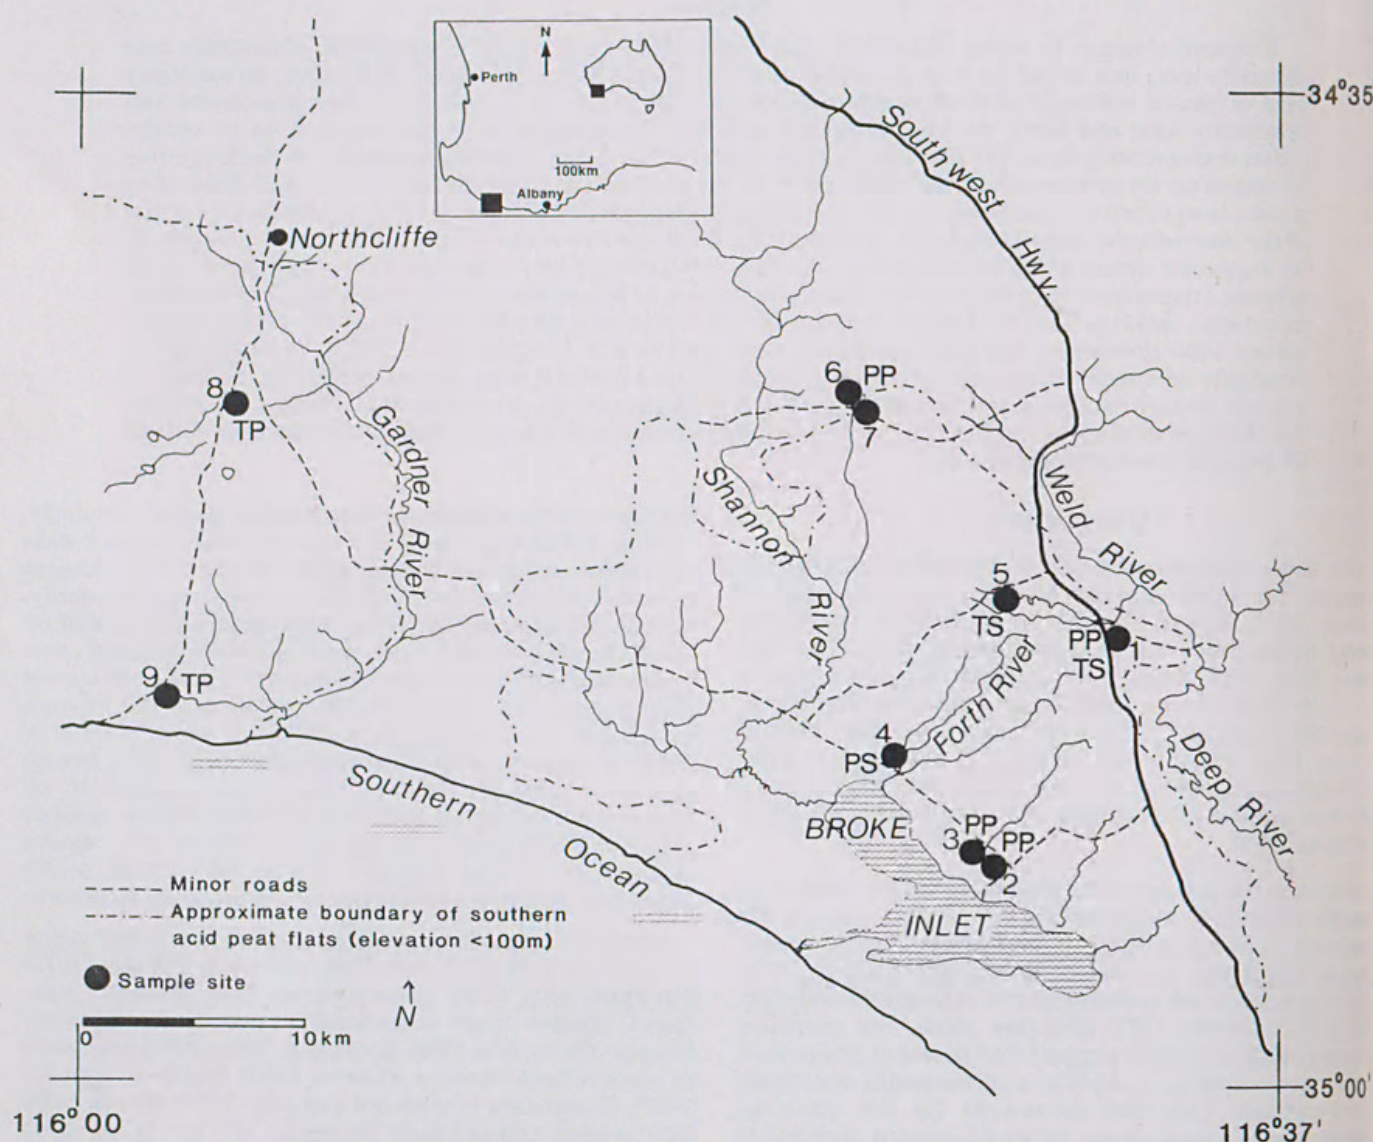 N
Perth
100km
Albany
34°35
Southwest Hwy.
Northcliffe
8
TP
Gardner River
6 PP
7
Shannon River
Weld River
5
TS
PP 1
TS
9 TP
Forth River
4
PS
Deep River
BROKE
INLET
3 PP
PP
2
Southern Ocean
Minor roads
Approximate boundary of southern
acid peat flats (elevation <100m)
Sample site
N
0 10km
116°00
35°00'
116°37'